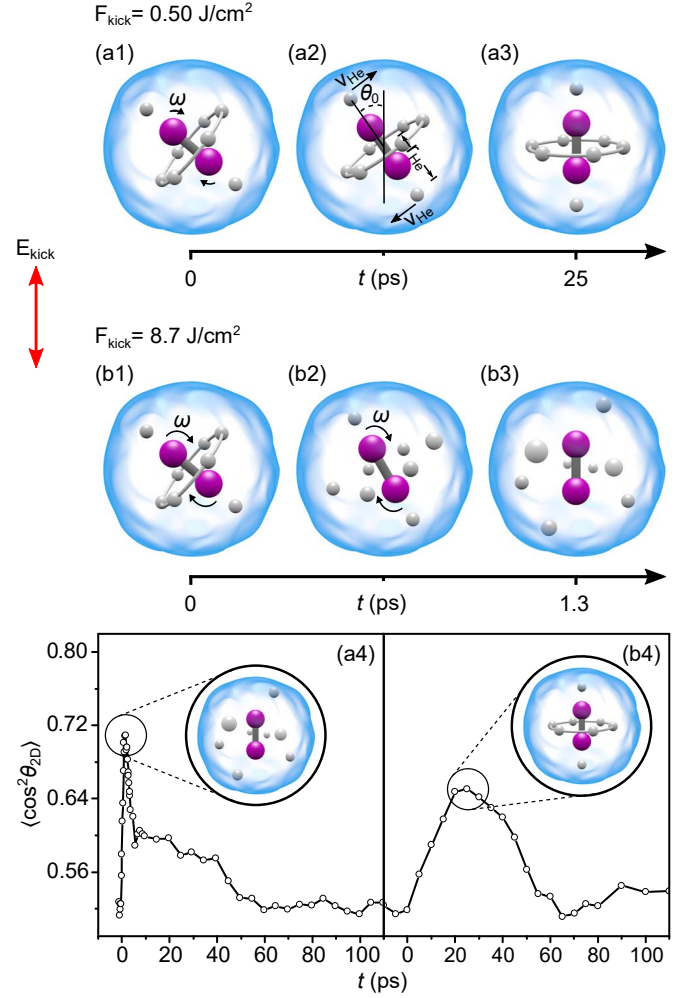 F_kick= 0.50 J/cm²
(a1) (a2) (a3)
ω v_He θ₀
r_He
v_He
E_kick
0 t (ps) 25
F_kick= 8.7 J/cm²
(b1) (b2) (b3)
ω ω
0 t (ps) 1.3
0.80 (a4) (b4)
0.72
0.64
0.56
⟨cos²θ_2D⟩
0 20 40 60 80 100 0 20 40 60 80 100
t (ps)